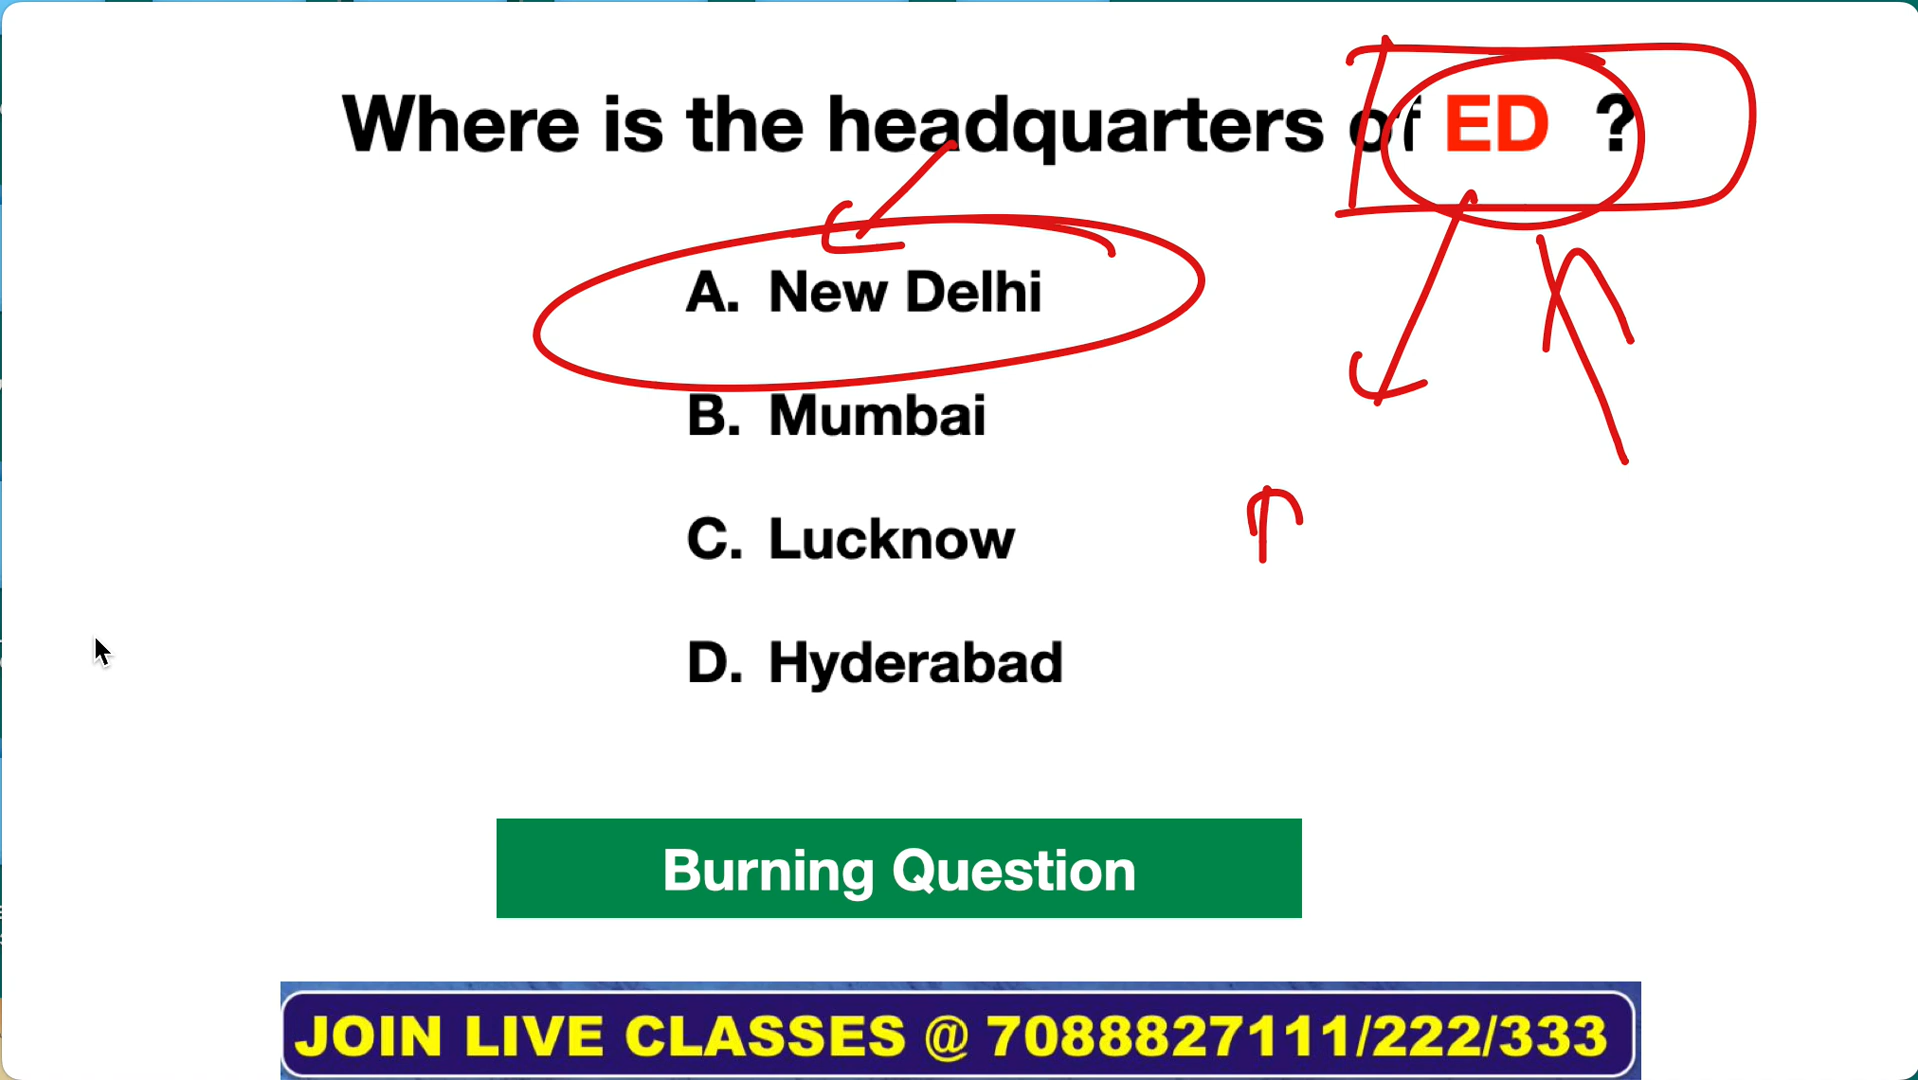 Where is the headquarters of ED ?
A. New Delhi
B. Mumbai
C. Lucknow
D. Hyderabad
Burning Question
JOIN LIVE CLASSES @ 7088827111/222/333